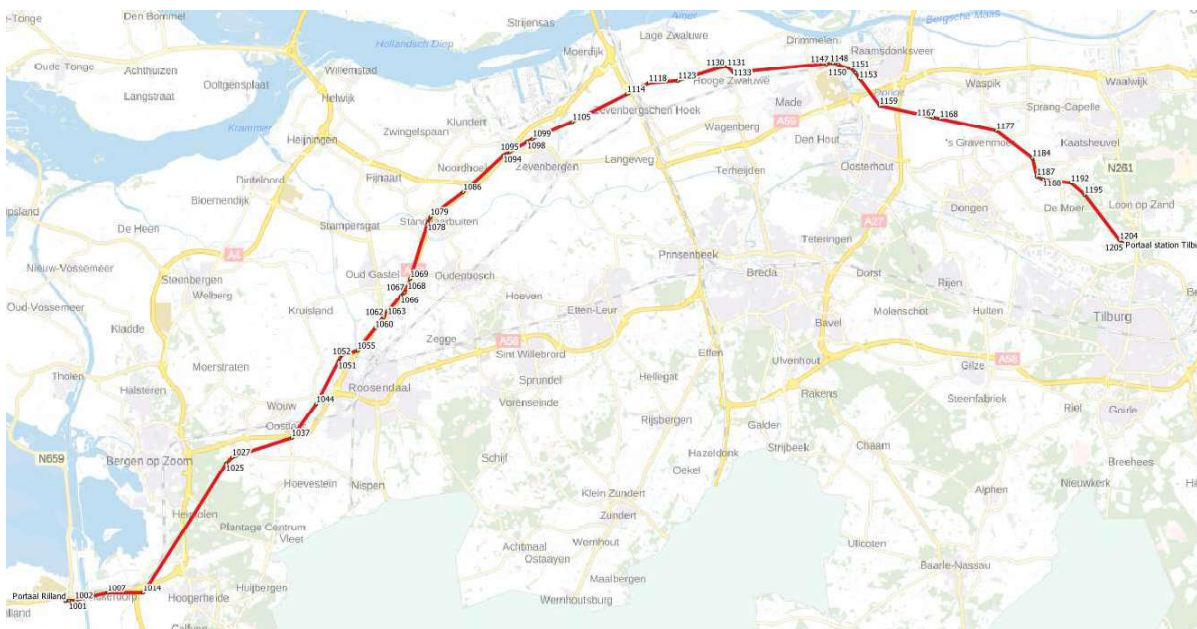 Den Bommel
Strijensas
Amer
Bergsche Maas
Hollandsch Diep
Lage Zwaluwe
Drimmelen
Raamsdonksveer
Moerdijk
Oude Tonge
Achthuizen
Willemstad
1130 1131
1133
1147 1148
1150
1151
1153
Ooltgensplaat
1118
1123
Hooge Zwaluwe
Waspik
Waalwijk
Langstraat
Helwijk
1114
Made
Donge
Sprang-Capelle
Klundert
Zevenbergschen Hoek
1159
1105
1167
1168
Krammer
Zwingelspaan
Wagenberg
A59
1177
Heijningen
1099
1098
Den Hout
's Gravenmoer
Kaatsheuvel
1095
1094
Noordhoek
Zevenbergen
Langeweg
Oosterhout
1184
Terheijden
N261
Dinteloord
Fijnaart
1187
1192
1086
1195
Bloemendijk
Loon op Zand
Dongen
De Moer
1079
1078
Stampersgat
De Heen
A27
Teteringen
1204
1205
Portaal station Tilbu
A4
Prinsenbeek
Nieuw-Vossemeer
Oud Gastel
1069
1068
1067
1066
Oudenbosch
Breda
Dorst
Steenbergen
Rijen
Welberg
Hoeven
Oud-Vossemeer
Kruisland
1062
1063
1060
Etten-Leur
Molenschot
Hulten
Tilburg
Kladde
Bavel
Zegge
A58
1055
1052
1051
Sint Willebrord
Effen
Ulvenhout
A58
Gilze
Moerstraten
Tholen
Halsteren
Roosendaal
Sprundel
Hellegat
1044
Vorenseinde
Rakens
Steenfabriek
Riel
Goirle
Wouw
Rijsbergen
Galder
1037
Strijbeek
Chaam
N659
1027
1025
Bergen op Zoom
Schijf
Hazeldonk
Oekel
Breehees
Hoevestein
Nispen
Alphen
Nieuwkerk
Klein Zundert
Heimolen
Zundert
Plantage Centrum
Vleet
Wernhout
Ulicoten
Achtmaal
Ostaayen
Baarle-Nassau
Maalbergen
Huijbergen
1007
1014
Portaal Rilland
1002
1001
Hoogerheide
Wernhoutsburg